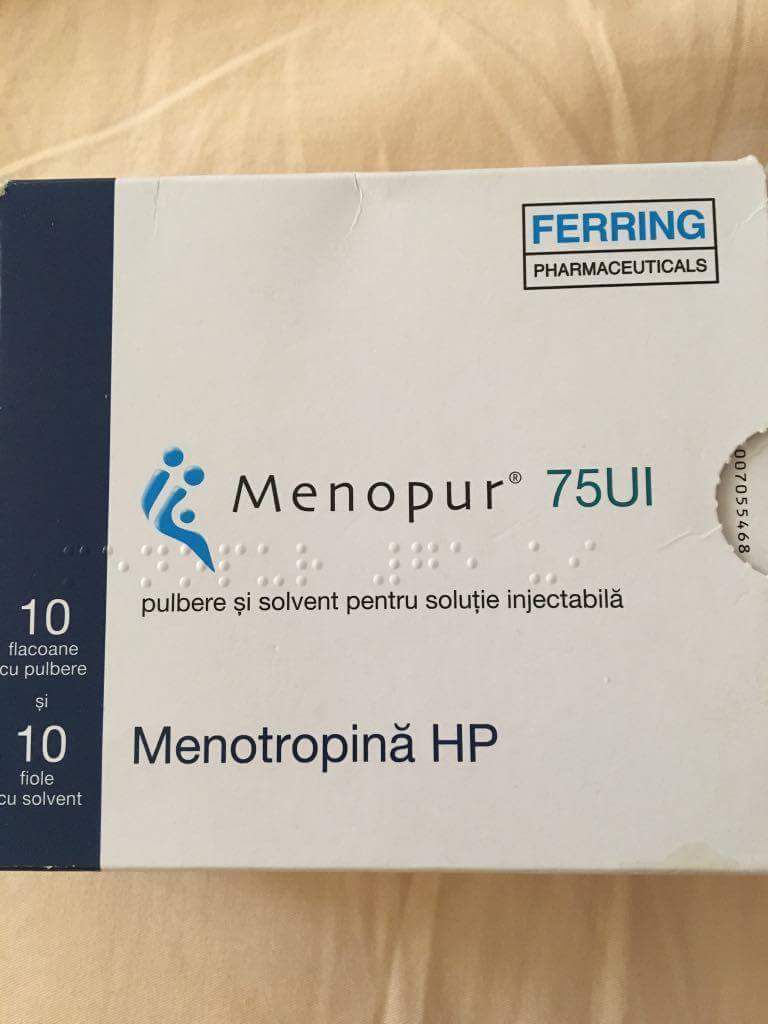 FERRING
PHARMACEUTICALS
Menopur® 75UI
007055468
pulbere și solvent pentru soluție injectabilă
10
flacoane
cu pulbere
și
10
fiole
cu solvent
Menotropină HP